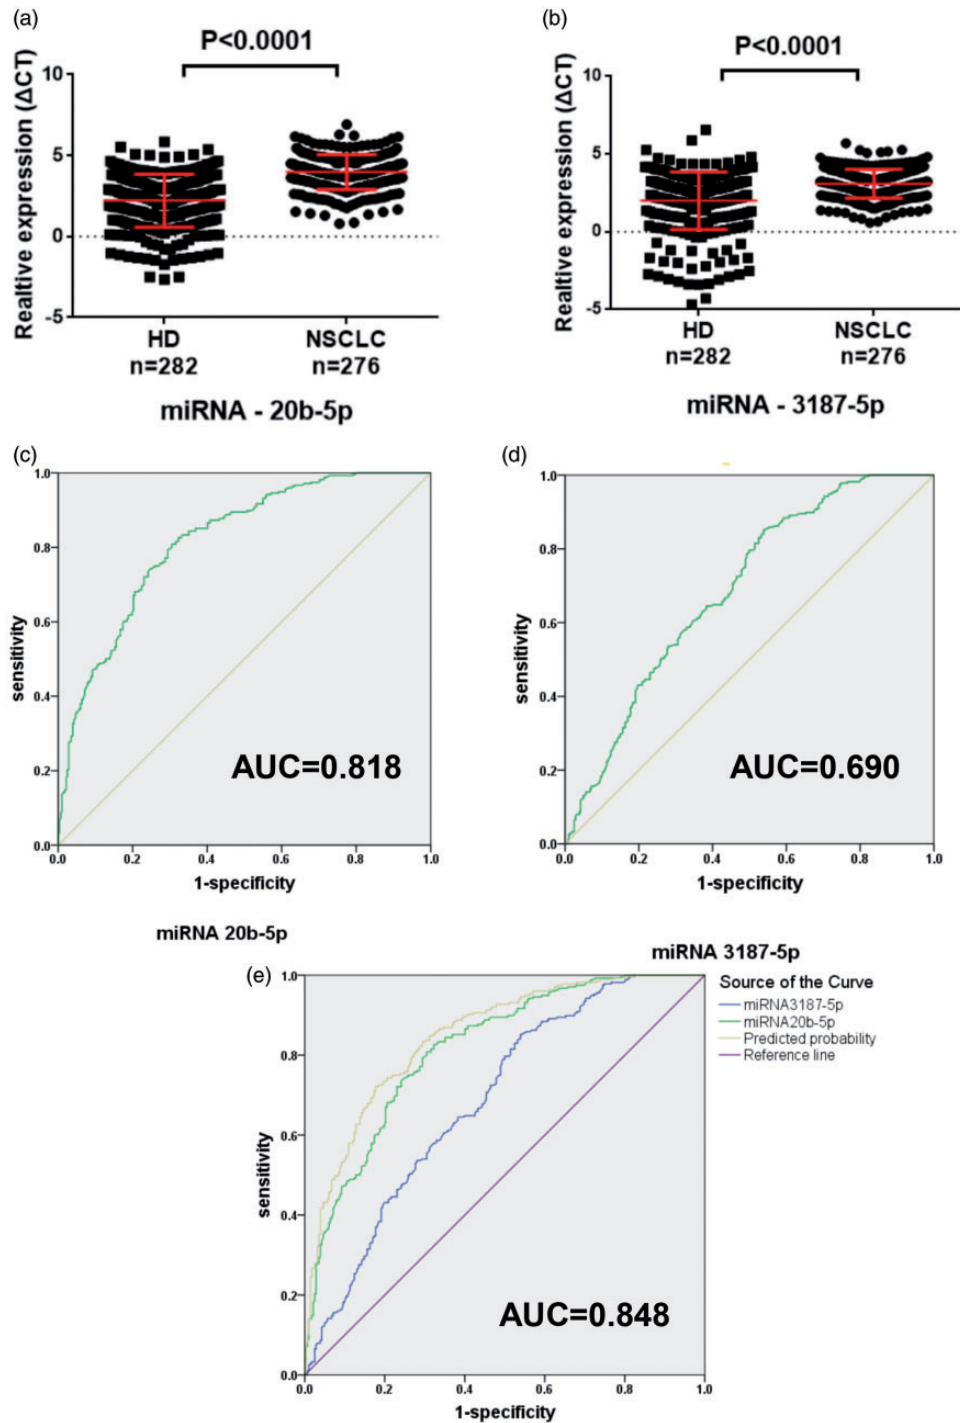 (a)
P<0.0001
Realtive expression (ΔCT)
10
5
0
-5
HD
n=282
NSCLC
n=276
miRNA - 20b-5p
(b)
P<0.0001
Realtive expression (ΔCT)
10
5
0
-5
HD
n=282
NSCLC
n=276
miRNA - 3187-5p
(c)
sensitivity
1.0
0.8
0.6
0.4
0.2
0.0
AUC=0.818
0.0 0.2 0.4 0.6 0.8 1.0
1-specificity
miRNA 20b-5p
(d)
sensitivity
1.0
0.8
0.6
0.4
0.2
0.0
AUC=0.690
0.0 0.2 0.4 0.6 0.8 1.0
1-specificity
miRNA 3187-5p
(e)
sensitivity
1.0
0.8
0.6
0.4
0.2
0.0
AUC=0.848
0.0 0.2 0.4 0.6 0.8 1.0
1-specificity
Source of the Curve
miRNA3187-5p
miRNA20b-5p
Predicted probability
Reference line